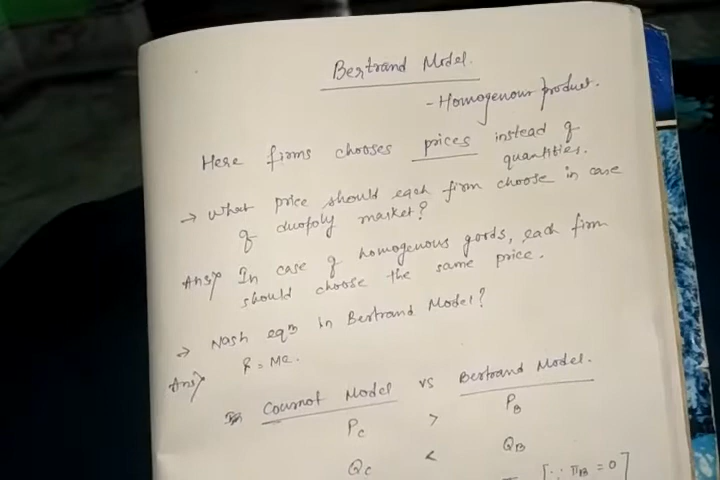 Bertrand Model.
- Homogenous product.
Here firms chooses prices instead of
quantities.
→ What price should each firm choose in case
of duopoly market?
Ans> In case of homogenous goods, each firm
should choose the same price.
→ Nash eqm in Bertrand Model?
Ans> P = MC.
Cournot Model vs Bertrand Model.
Pc > PB
Qc < QB
[∵ πB = 0]